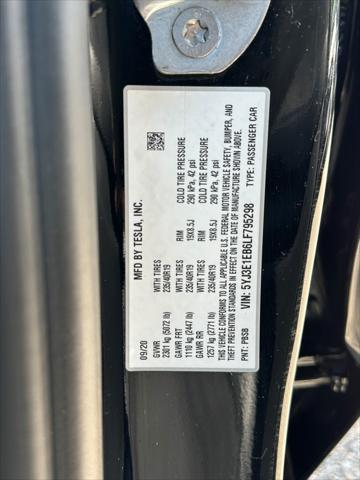 MFD BY TESLA, INC.
09/20
GVWR WITH TIRES RIM COLD TIRE PRESSURE
2301 kg (5072 lb) 235/40R19 19X8.5J 290 kPa, 42 psi
GAWR FRT WITH TIRES RIM COLD TIRE PRESSURE
1110 kg (2447 lb) 235/40R19 19X8.5J 290 kPa, 42 psi
GAWR RR WITH TIRES RIM COLD TIRE PRESSURE
1257 kg (2771 lb) 235/40R19 19X8.5J 290 kPa, 42 psi
THIS VEHICLE CONFORMS TO ALL APPLICABLE U.S. FEDERAL MOTOR VEHICLE SAFETY, BUMPER, AND
THEFT PREVENTION STANDARDS IN EFFECT ON THE DATE OF MANUFACTURE SHOWN ABOVE.
PNT: PBSB VIN: 5YJ3E1EB6LF795298 TYPE: PASSENGER CAR